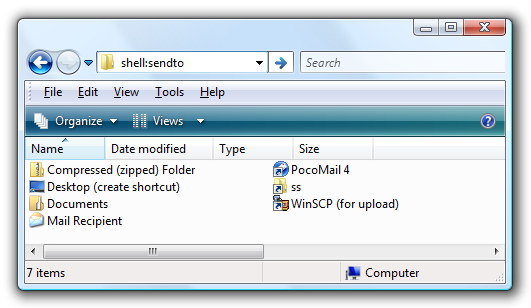 shell:sendto
Search
File Edit View Tools Help
Organize Views
Name Date modified Type Size
Compressed (zipped) Folder
Desktop (create shortcut)
Documents
Mail Recipient
PocoMail 4
ss
WinSCP (for upload)
7 items
Computer